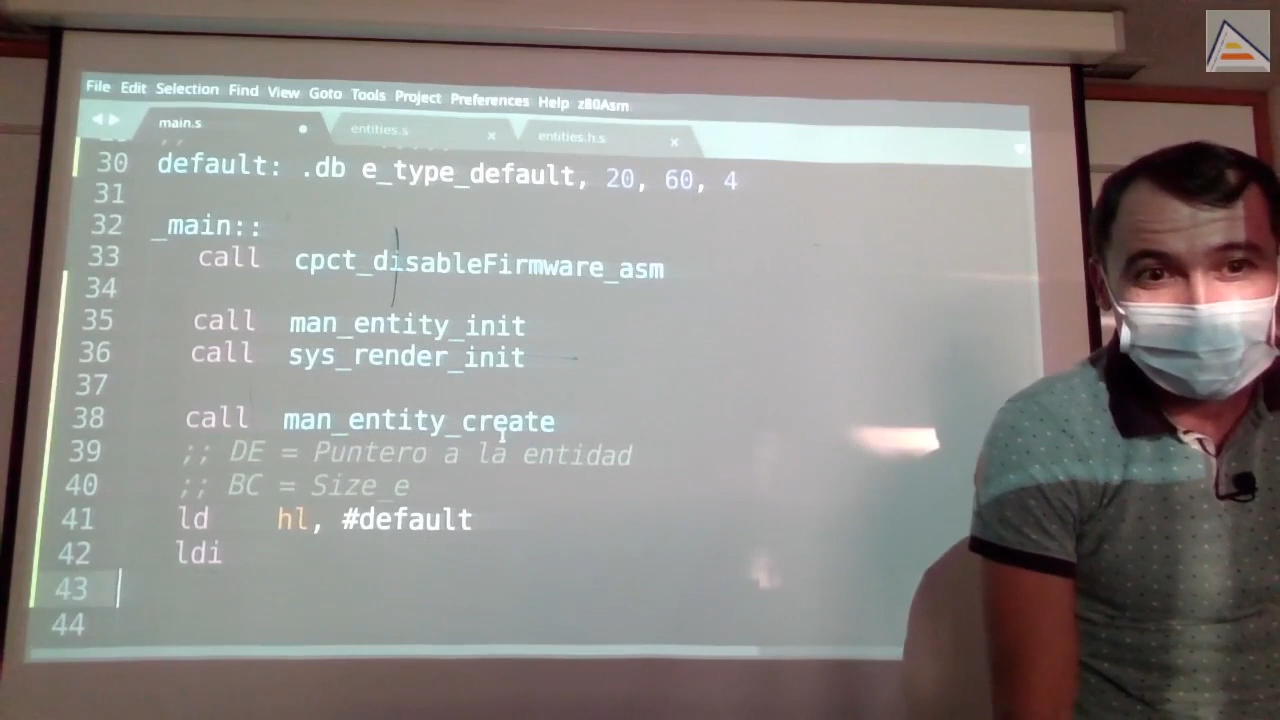 File Edit Selection Find View Goto Tools Project Preferences Help z80Asm
main.s entities.s entities.h.s
30 default: .db e_type_default, 20, 60, 4
31
32 _main::
33 call cpct_disableFirmware_asm
34
35 call man_entity_init
36 call sys_render_init
37
38 call man_entity_create
39 ;; DE = Puntero a la entidad
40 ;; BC = Size_e
41 ld hl, #default
42 ldi
43
44